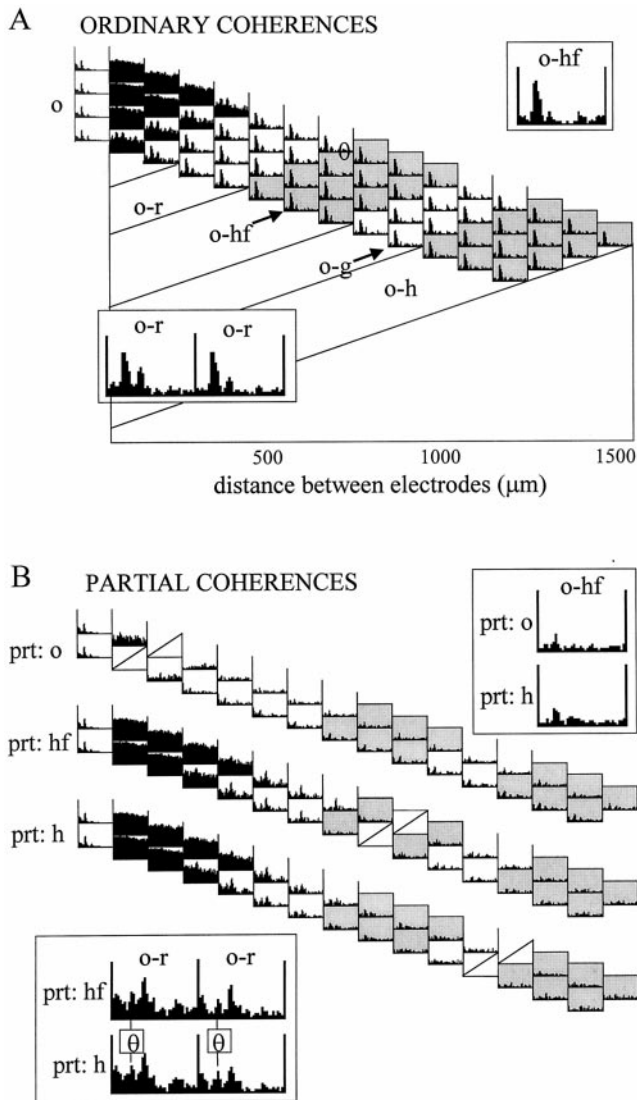 A
ORDINARY COHERENCES
o-hf
o
θ
o-r
o-hf
o-g
o-h
o-r o-r
500 1000 1500
distance between electrodes (μm)
B
PARTIAL COHERENCES
o-hf
prt: o
prt: h
prt: o
prt: hf
prt: h
o-r o-r
prt: hf
θ θ
prt: h